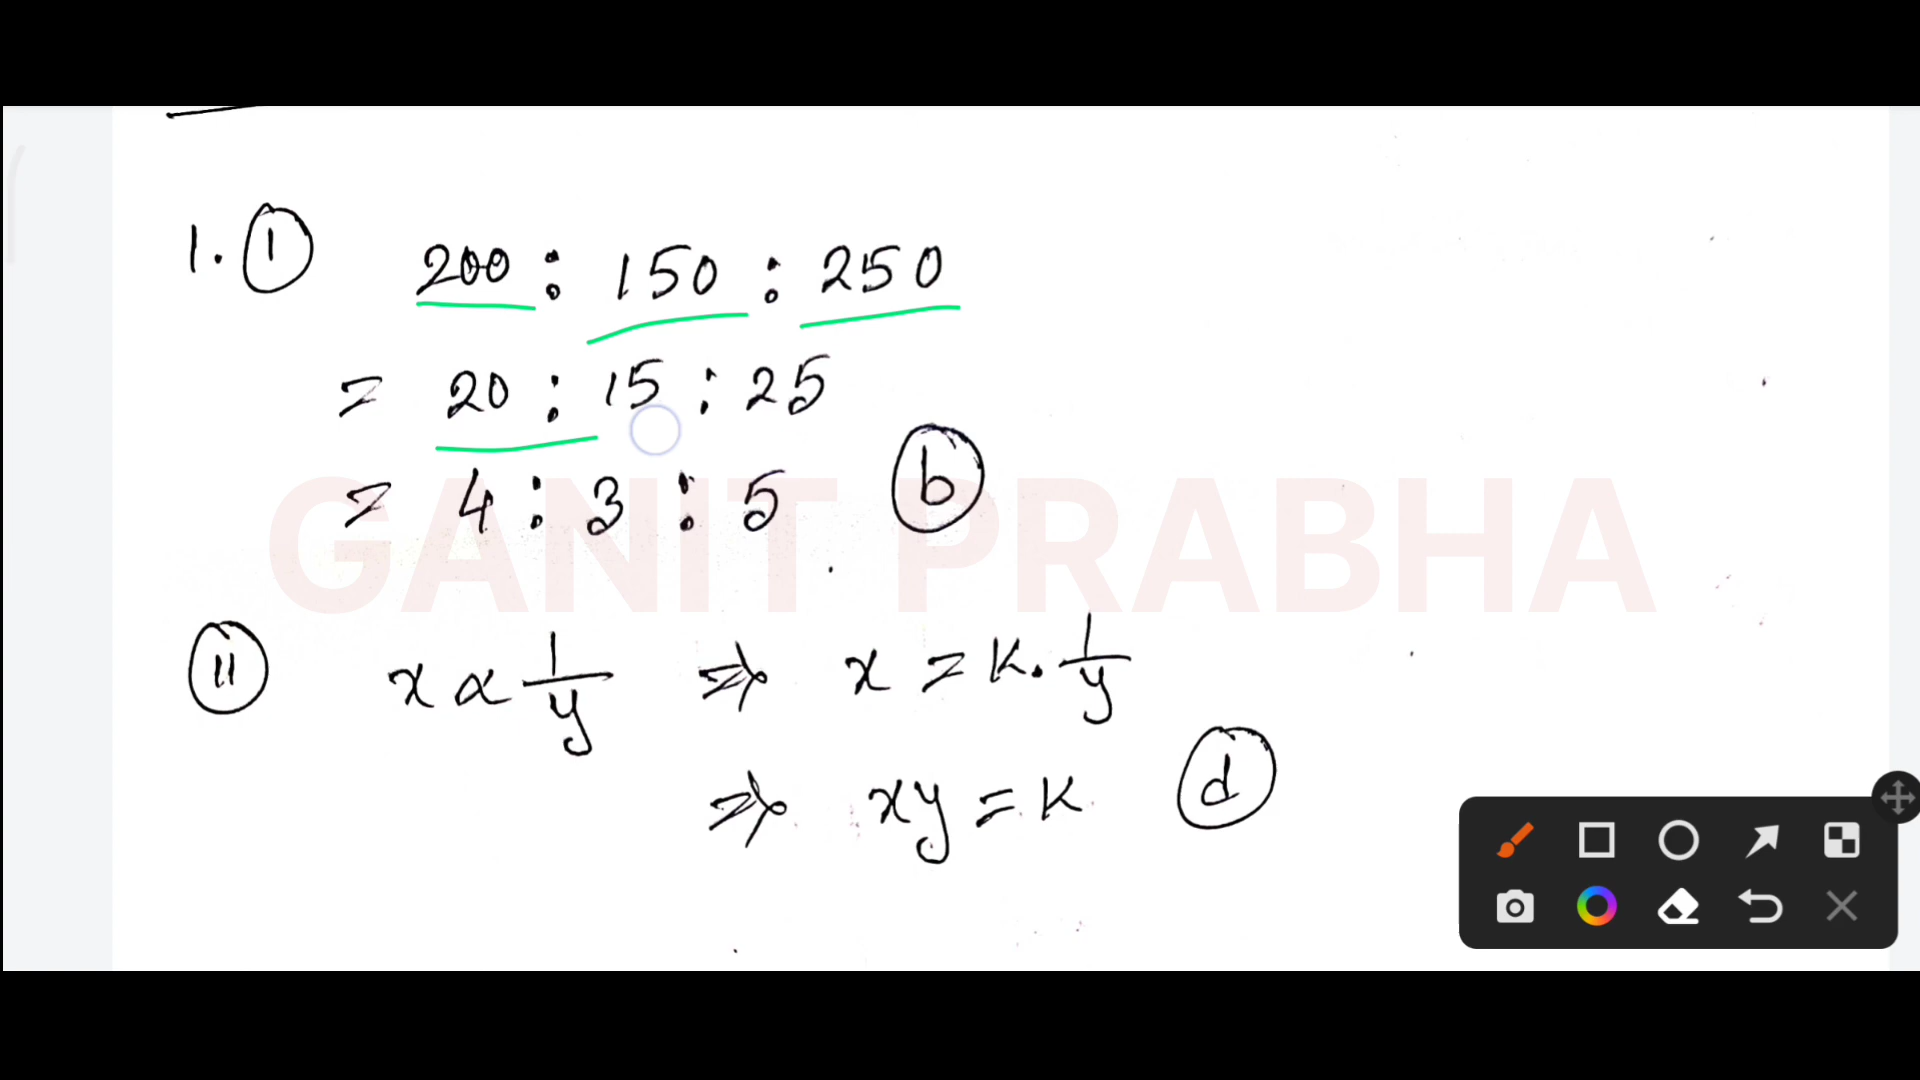 1. (i) 200 : 150 : 250
= 20 : 15 : 25
= 4 : 3 : 5 (b)
GANIT PRABHA
(ii) x ∝ 1/y ⇒ x = K. 1/y
⇒ xy = K (d)